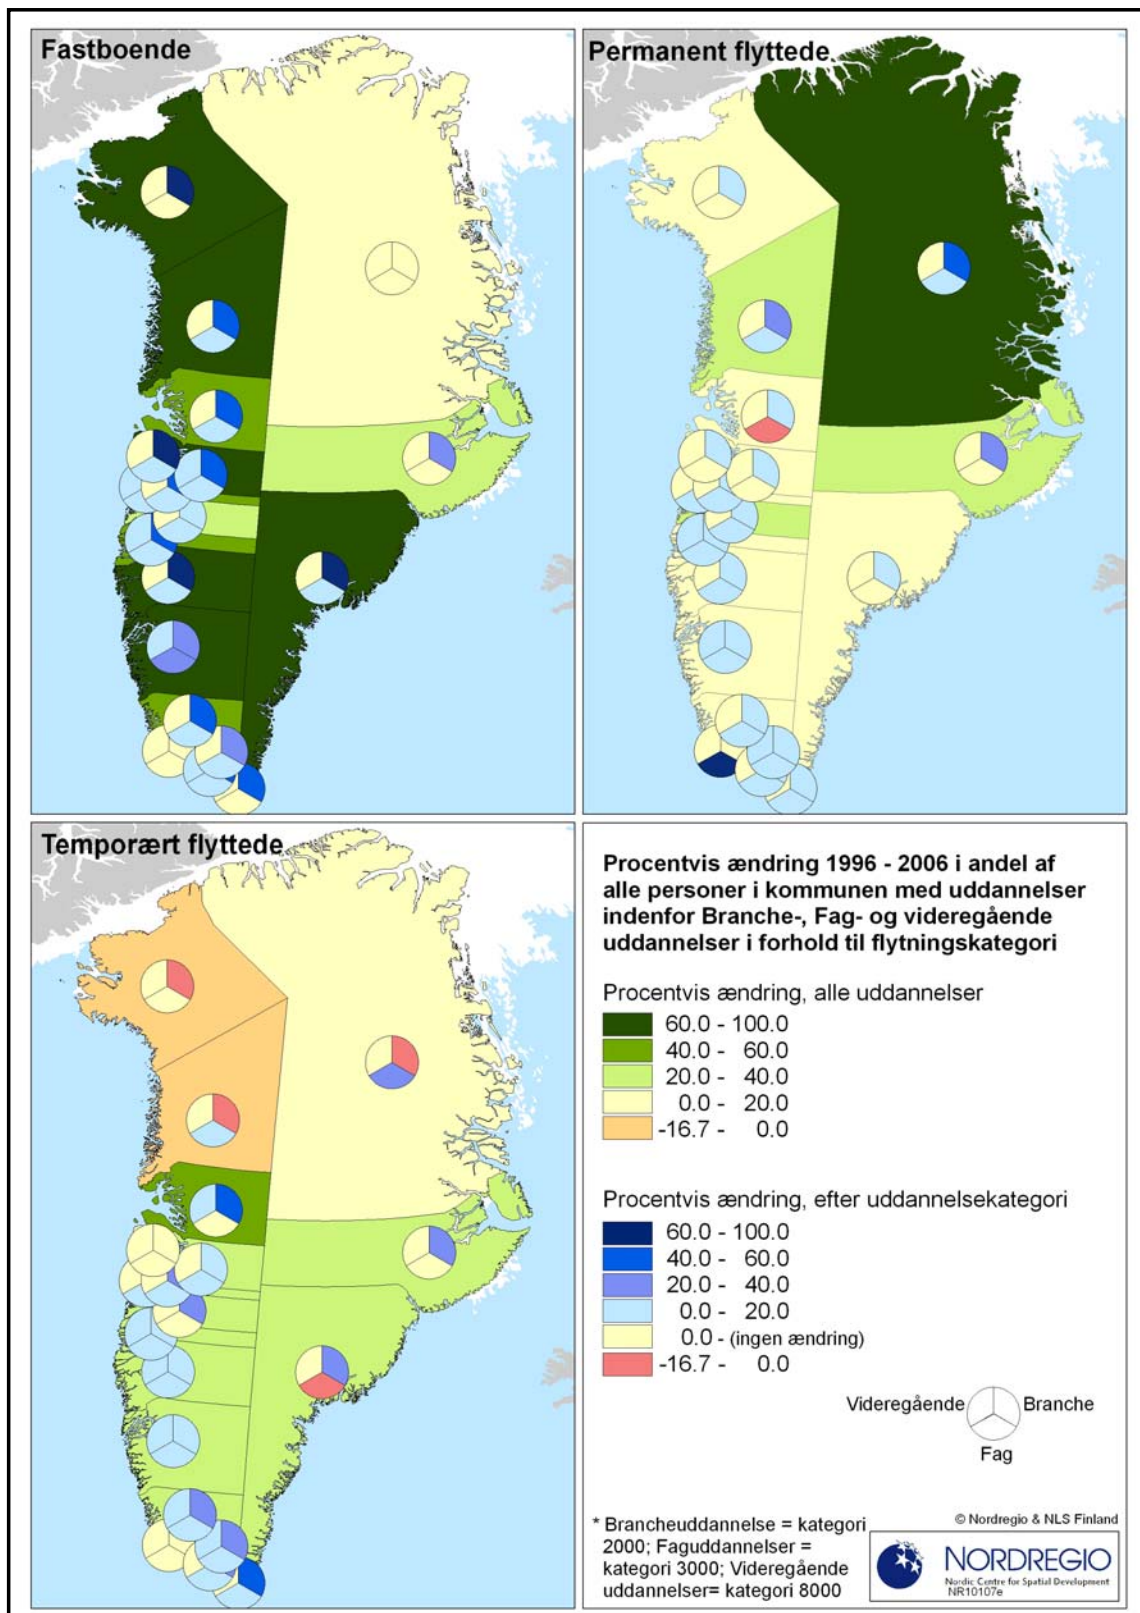 Fastboende
Permanent flyttede
Temporært flyttede
Procentvis ændring 1996 - 2006 i andel af
alle personer i kommunen med uddannelser
indenfor Branche-, Fag- og videregående
uddannelser i forhold til flytningskategori
Procentvis ændring, alle uddannelser
60.0 - 100.0
40.0 - 60.0
20.0 - 40.0
0.0 - 20.0
-16.7 - 0.0
Procentvis ændring, efter uddannelsekategori
60.0 - 100.0
40.0 - 60.0
20.0 - 40.0
0.0 - 20.0
0.0 - (ingen ændring)
-16.7 - 0.0
Videregående
Branche
Fag
* Brancheuddannelse = kategori
2000; Faguddannelser =
kategori 3000; Videregående
uddannelser= kategori 8000
© Nordregio & NLS Finland
NORDREGIO
Nordic Centre for Spatial Development
NR10107e